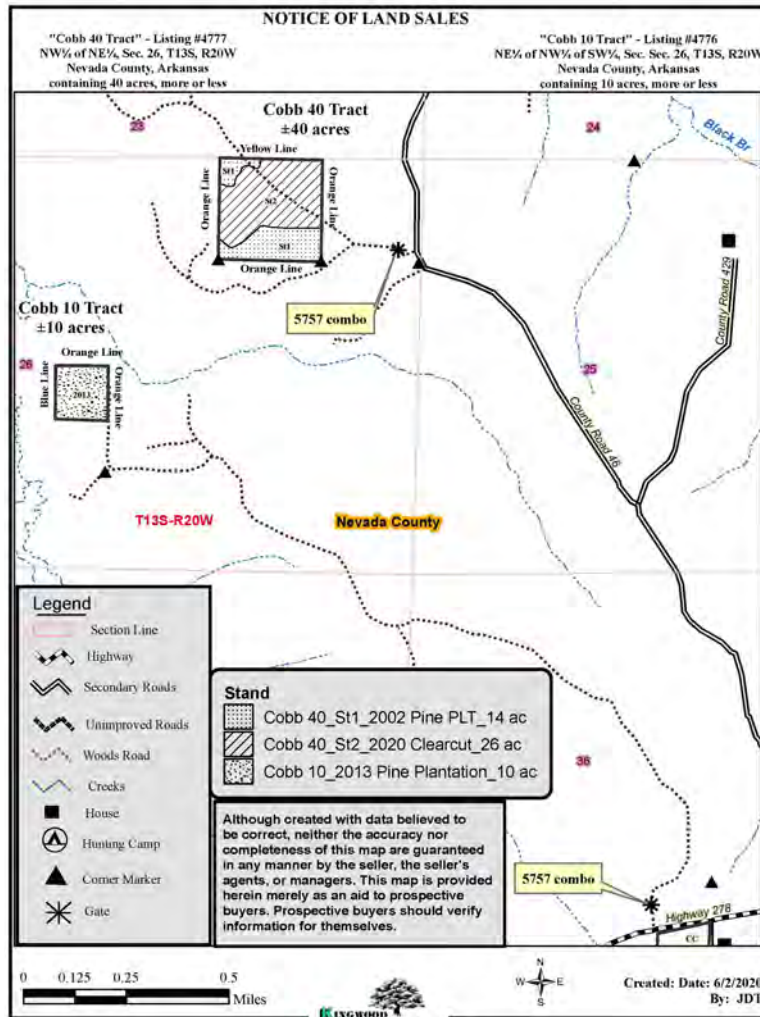 NOTICE OF LAND SALES
"Cobb 40 Tract" - Listing #4777
NW¼ of NE¼, Sec. 26, T13S, R20W
Nevada County, Arkansas
containing 40 acres, more or less
"Cobb 10 Tract" - Listing #4776
NE¼ of NW¼ of SW¼, Sec. Sec. 26, T13S, R20W
Nevada County, Arkansas
containing 10 acres, more or less
23
Cobb 40 Tract
±40 acres
24
Black Br
Yellow Line
Orange Line
St1
St2
St1
Orange Line
Orange Line
5757 combo
County Road 429
Cobb 10 Tract
±10 acres
26
Orange Line
Blue Line
2013
Orange Line
25
County Road 46
T13S-R20W
Nevada County
Legend
Section Line
Highway
Secondary Roads
Unimproved Roads
Woods Road
Creeks
House
Hunting Camp
Corner Marker
Gate
Stand
Cobb 40_St1_2002 Pine PLT_14 ac
Cobb 40_St2_2020 Clearcut_26 ac
Cobb 10_2013 Pine Plantation_10 ac
36
Although created with data believed to
be correct, neither the accuracy nor
completeness of this map are guaranteed
in any manner by the seller, the seller's
agents, or managers. This map is provided
herein merely as an aid to prospective
buyers. Prospective buyers should verify
information for themselves.
5757 combo
Highway 278
CC
0 0.125 0.25 0.5
Miles
N
W E
S
KINGWOOD
Created: Date: 6/2/2020
By: JDT